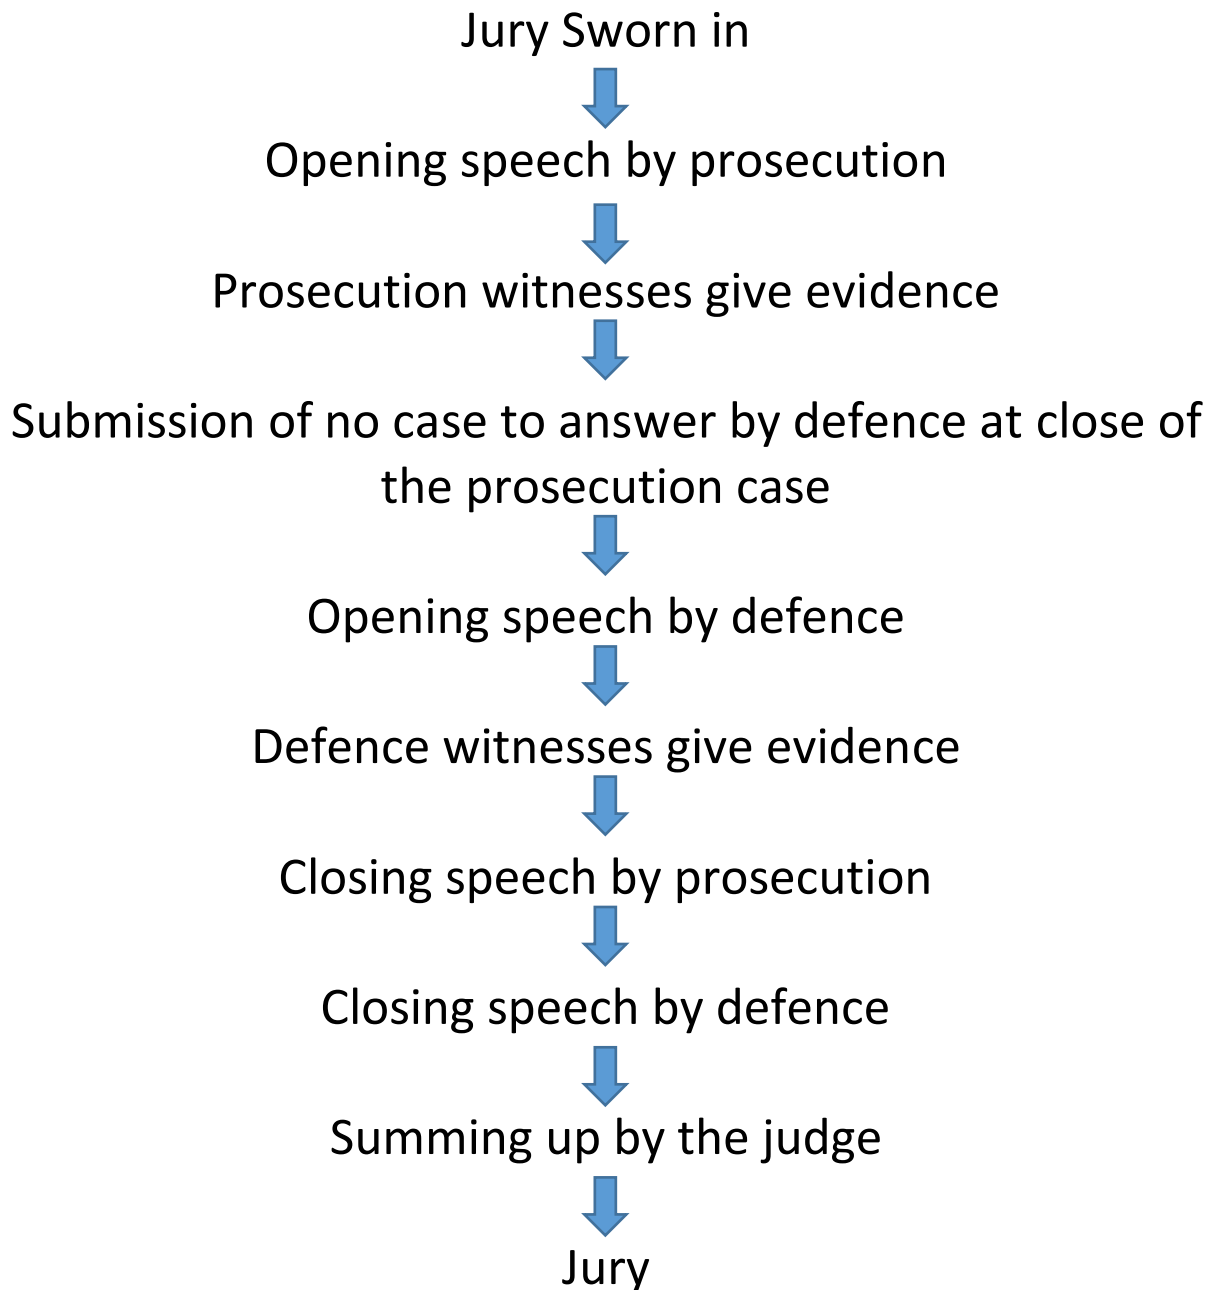 Jury Sworn in
Opening speech by prosecution
Prosecution witnesses give evidence
Submission of no case to answer by defence at close of
the prosecution case
Opening speech by defence
Defence witnesses give evidence
Closing speech by prosecution
Closing speech by defence
Summing up by the judge
Jury